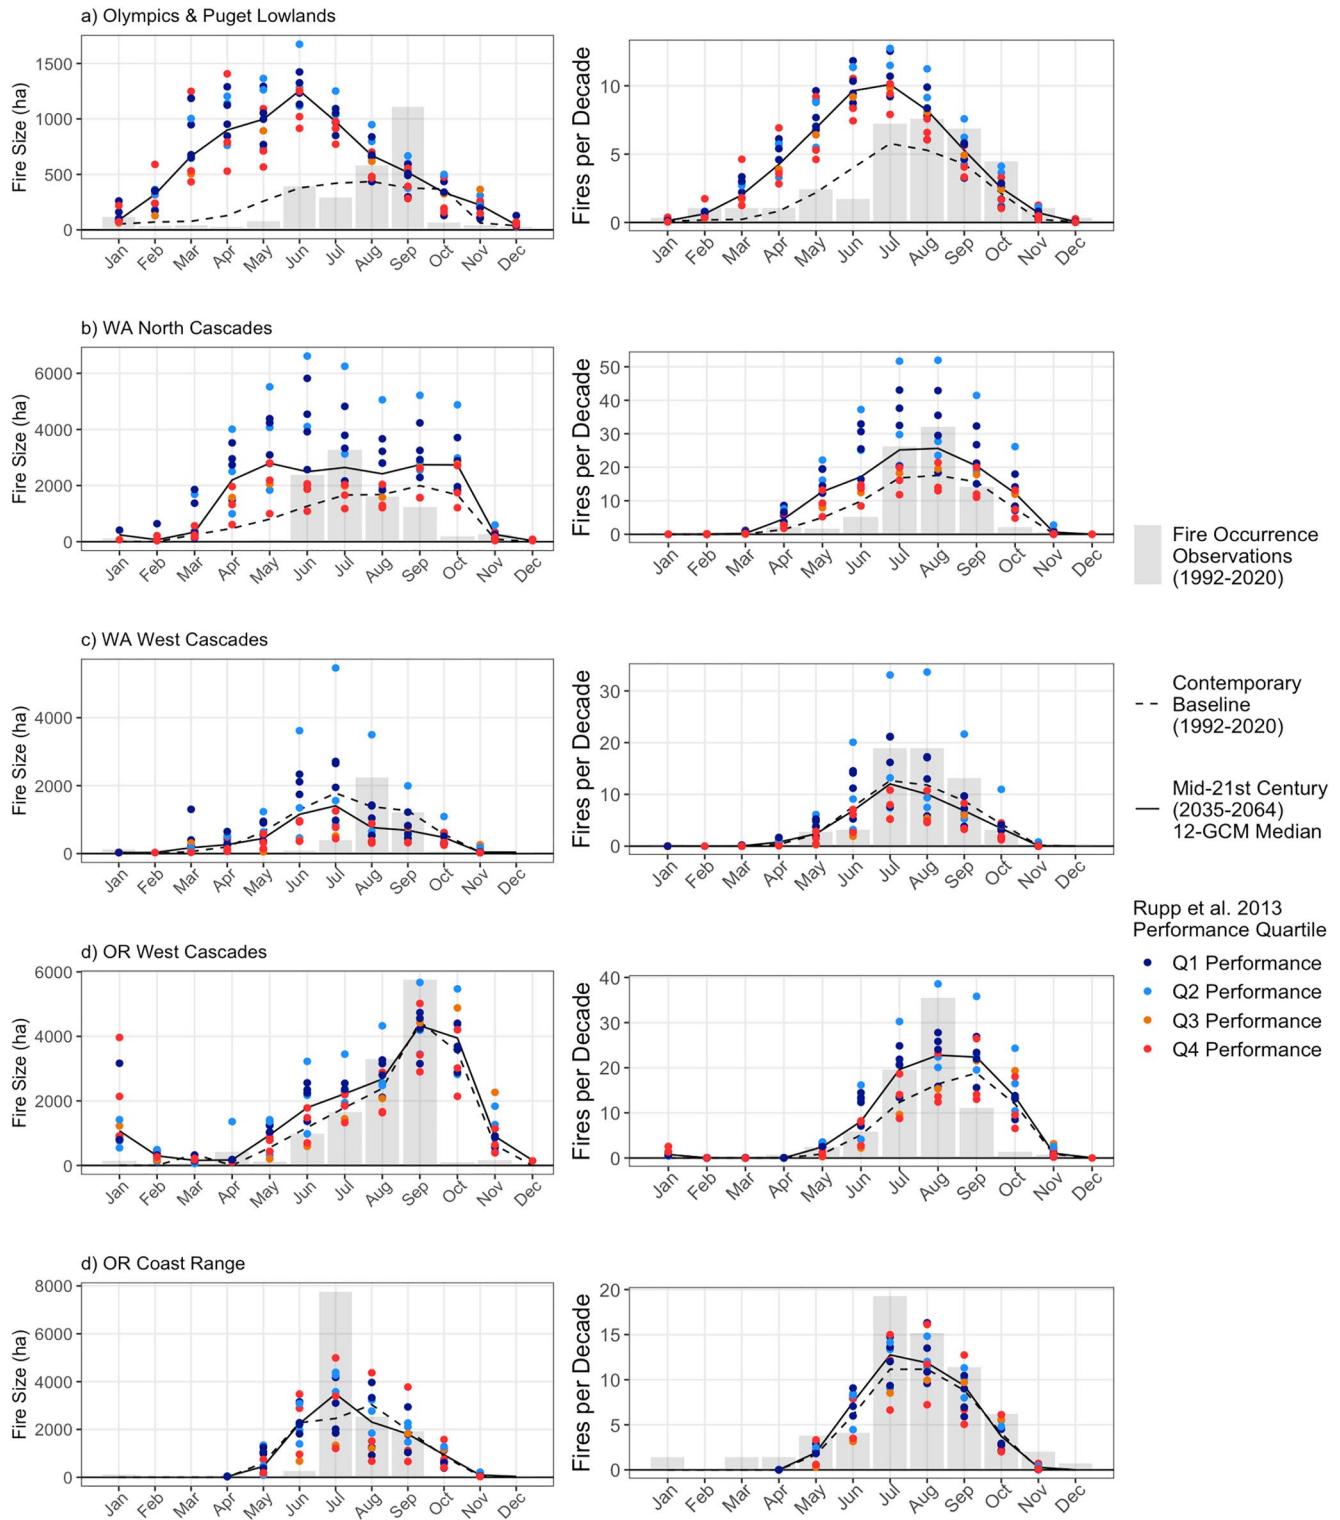 a) Olympics & Puget Lowlands
Fire Size (ha)
1500
1000
500
0
Jan Feb Mar Apr May Jun Jul Aug Sep Oct Nov Dec
Fires per Decade
10
5
0
Jan Feb Mar Apr May Jun Jul Aug Sep Oct Nov Dec
b) WA North Cascades
Fire Size (ha)
6000
4000
2000
0
Jan Feb Mar Apr May Jun Jul Aug Sep Oct Nov Dec
Fires per Decade
50
40
30
20
10
0
Jan Feb Mar Apr May Jun Jul Aug Sep Oct Nov Dec
c) WA West Cascades
Fire Size (ha)
4000
2000
0
Jan Feb Mar Apr May Jun Jul Aug Sep Oct Nov Dec
Fires per Decade
30
20
10
0
Jan Feb Mar Apr May Jun Jul Aug Sep Oct Nov Dec
d) OR West Cascades
Fire Size (ha)
6000
4000
2000
0
Jan Feb Mar Apr May Jun Jul Aug Sep Oct Nov Dec
Fires per Decade
40
30
20
10
0
Jan Feb Mar Apr May Jun Jul Aug Sep Oct Nov Dec
d) OR Coast Range
Fire Size (ha)
8000
6000
4000
2000
0
Jan Feb Mar Apr May Jun Jul Aug Sep Oct Nov Dec
Fires per Decade
20
15
10
5
0
Jan Feb Mar Apr May Jun Jul Aug Sep Oct Nov Dec
Fire Occurrence
Observations
(1992-2020)
Contemporary
Baseline
(1992-2020)
Mid-21st Century
(2035-2064)
12-GCM Median
Rupp et al. 2013
Performance Quartile
Q1 Performance
Q2 Performance
Q3 Performance
Q4 Performance